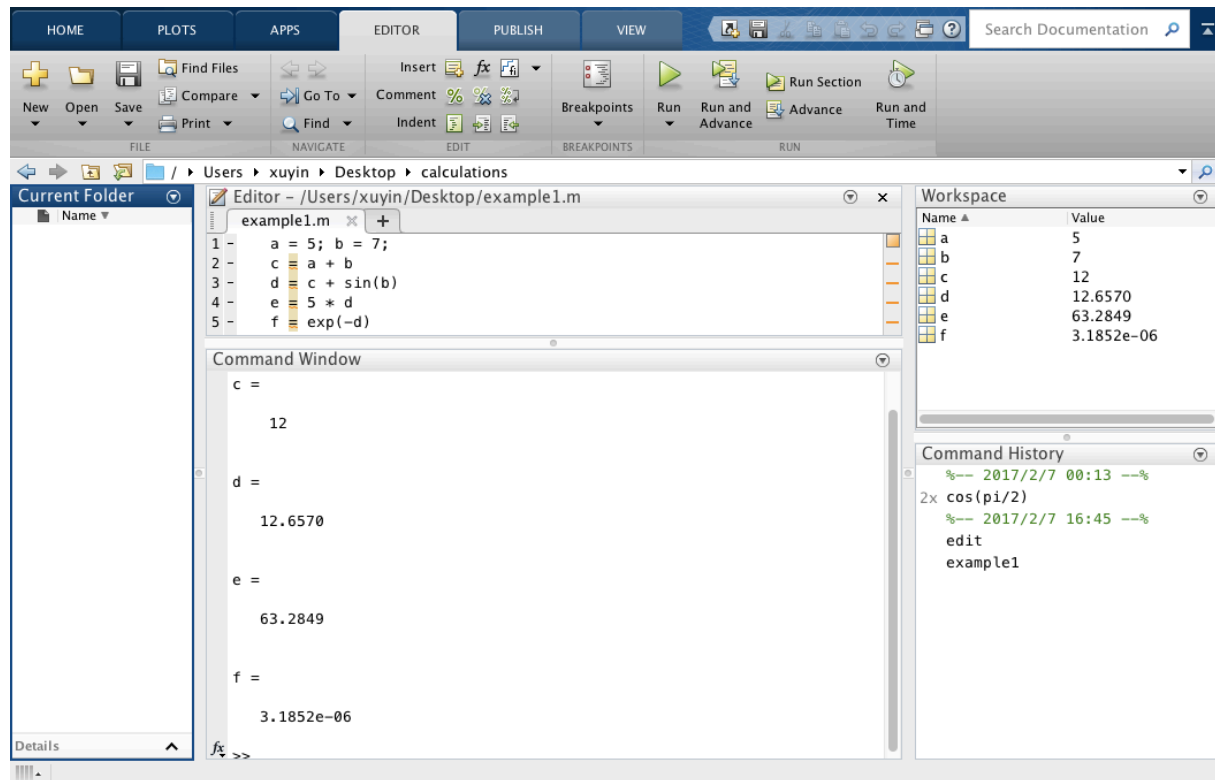 HOME PLOTS APPS EDITOR PUBLISH VIEW Search Documentation
New Open Save
Find Files
Compare
Print
FILE
Go To
Find
NAVIGATE
Insert fx fi
Comment % %
Indent
EDIT
Breakpoints
BREAKPOINTS
Run
Run and Advance
Run Section
Advance
Run and Time
RUN
/ Users xuyin Desktop calculations
Current Folder
Name
Details
Editor – /Users/xuyin/Desktop/example1.m
example1.m × +
1 - a = 5; b = 7;
2 - c = a + b
3 - d = c + sin(b)
4 - e = 5 * d
5 - f = exp(-d)
Command Window
c =
12
d =
12.6570
e =
63.2849
f =
3.1852e-06
fx >>
Workspace
Name Value
a 5
b 7
c 12
d 12.6570
e 63.2849
f 3.1852e-06
Command History
%-- 2017/2/7 00:13 --%
2x cos(pi/2)
%-- 2017/2/7 16:45 --%
edit
example1